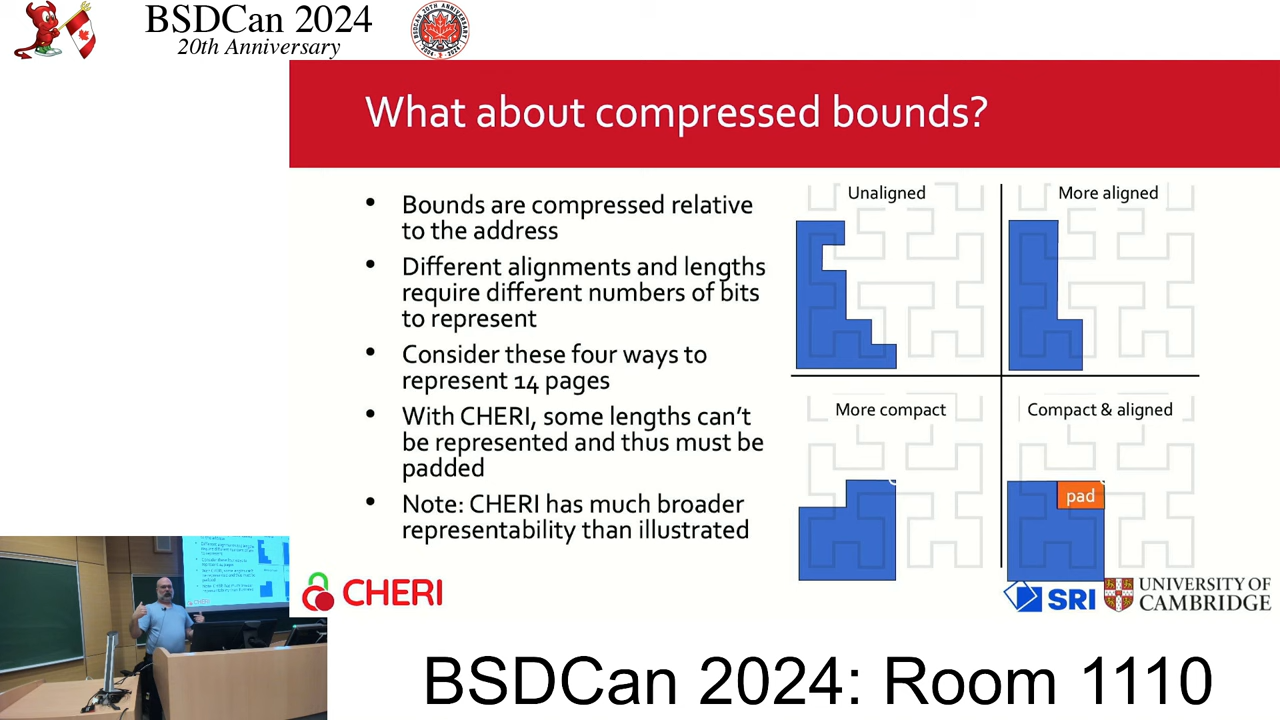 BSDCan 2024
20th Anniversary
What about compressed bounds?
• Bounds are compressed relative
to the address
• Different alignments and lengths
require different numbers of bits
to represent
• Consider these four ways to
represent 14 pages
• With CHERI, some lengths can't
be represented and thus must be
padded
• Note: CHERI has much broader
representability than illustrated
Unaligned
More aligned
More compact
Compact & aligned
pad
CHERI
SRI
UNIVERSITY OF
CAMBRIDGE
BSDCan 2024: Room 1110